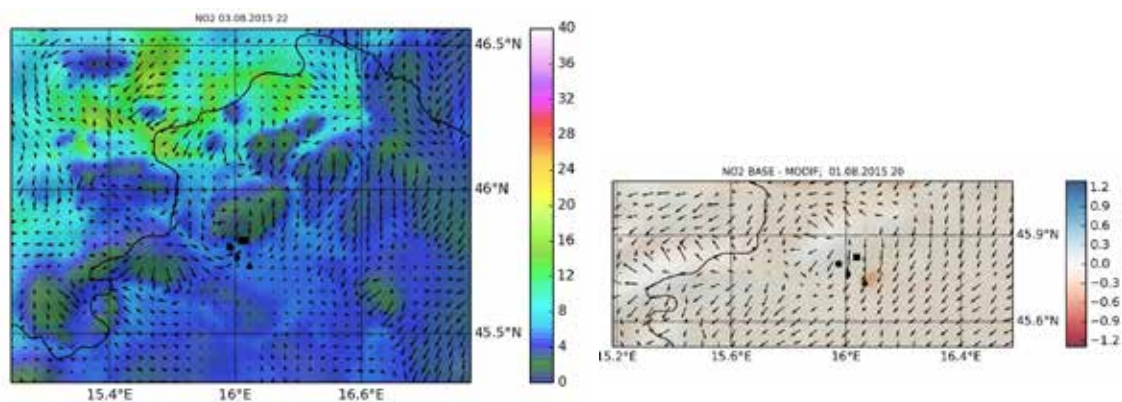 NO2 03.08.2015 22
46.5°N
46°N
45.5°N
15.4°E 16°E 16.6°E
40
36
32
28
24
20
16
12
8
4
0
NO2 BASE - MODIF; 01.08.2015 20
45.9°N
45.6°N
15.2°E 15.6°E 16°E 16.4°E
1.2
0.9
0.6
0.3
0.0
−0.3
−0.6
−0.9
−1.2